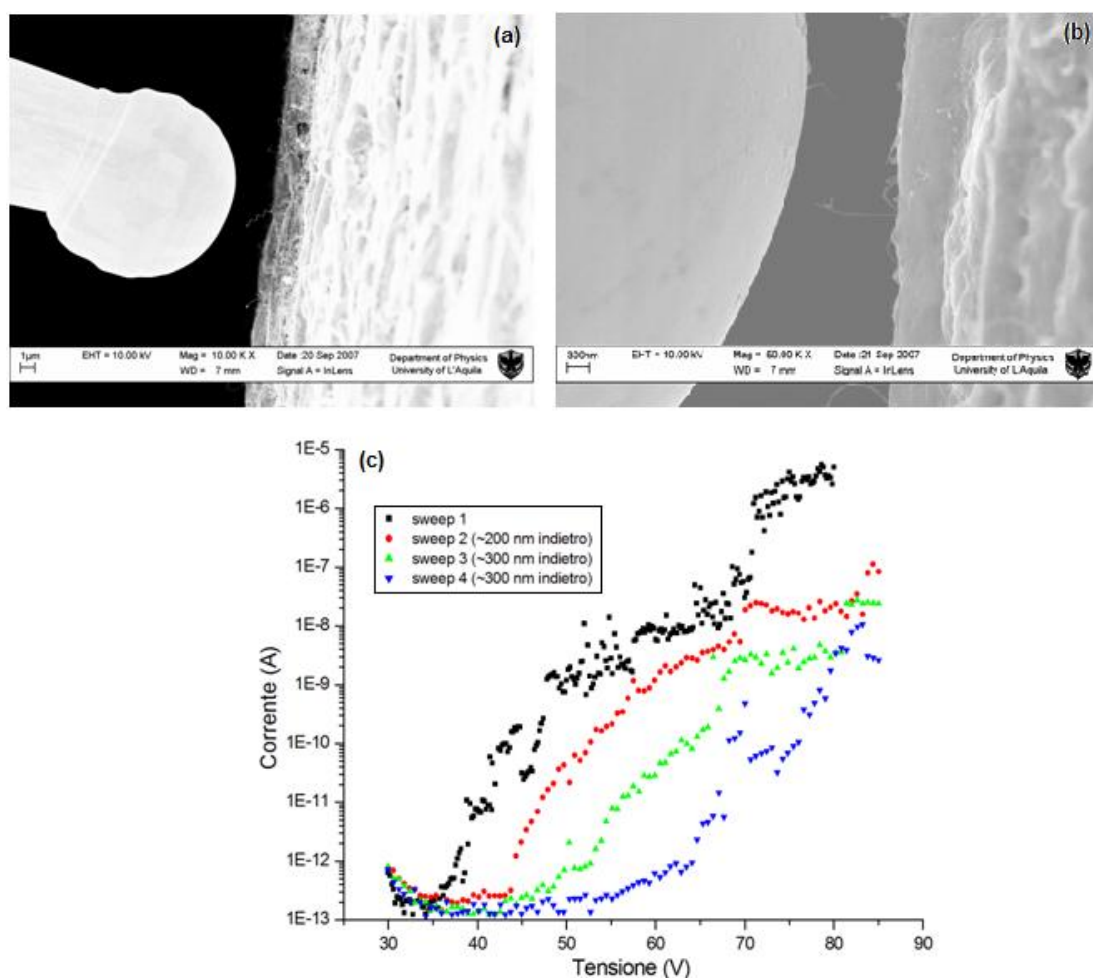 (a)
1µm
EHT = 10.00 kV
Mag = 10.00 K X
Date :20 Sep 2007
WD = 7 mm
Signal A = InLens
Department of Physics
University of L'Aquila
(b)
300nm
EHT = 10.00 kV
Mag = 60.00 K X
Date :21 Sep 2007
WD = 7 mm
Signal A = InLens
Department of Physics
University of L'Aquila
(c)
sweep 1
sweep 2 (~200 nm indietro)
sweep 3 (~300 nm indietro)
sweep 4 (~300 nm indietro)
Corrente (A)
1E-5
1E-6
1E-7
1E-8
1E-9
1E-10
1E-11
1E-12
1E-13
30 40 50 60 70 80 90
Tensione (V)